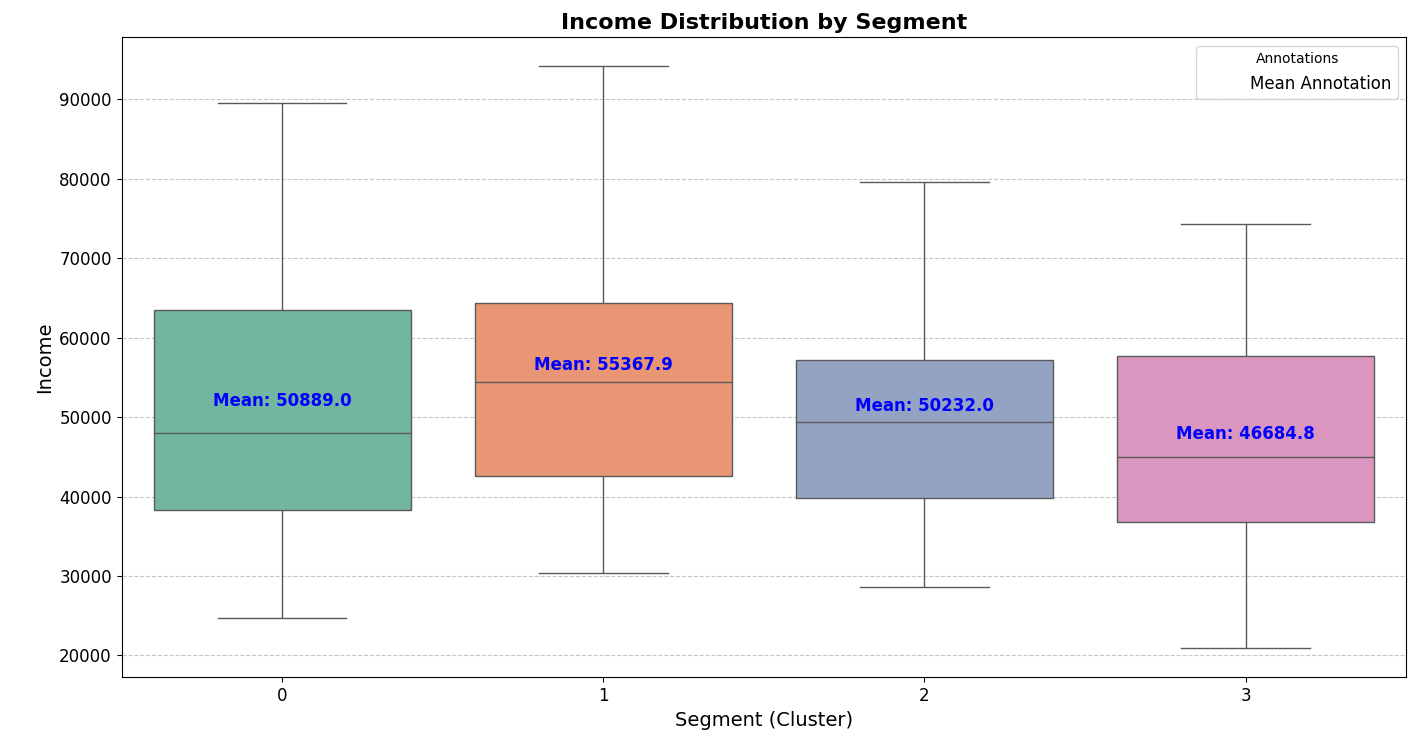 Income Distribution by Segment
Annotations
Mean Annotation
90000
80000
70000
60000
50000
40000
30000
20000
Income
Mean: 50889.0
Mean: 55367.9
Mean: 50232.0
Mean: 46684.8
0
1
2
3
Segment (Cluster)